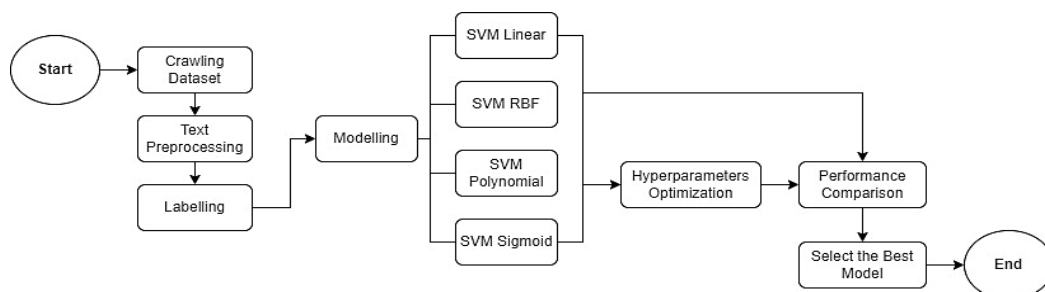 Start
Crawling
Dataset
Text
Preprocessing
Labelling
Modelling
SVM Linear
SVM RBF
SVM
Polynomial
SVM Sigmoid
Hyperparameters
Optimization
Performance
Comparison
Select the Best
Model
End